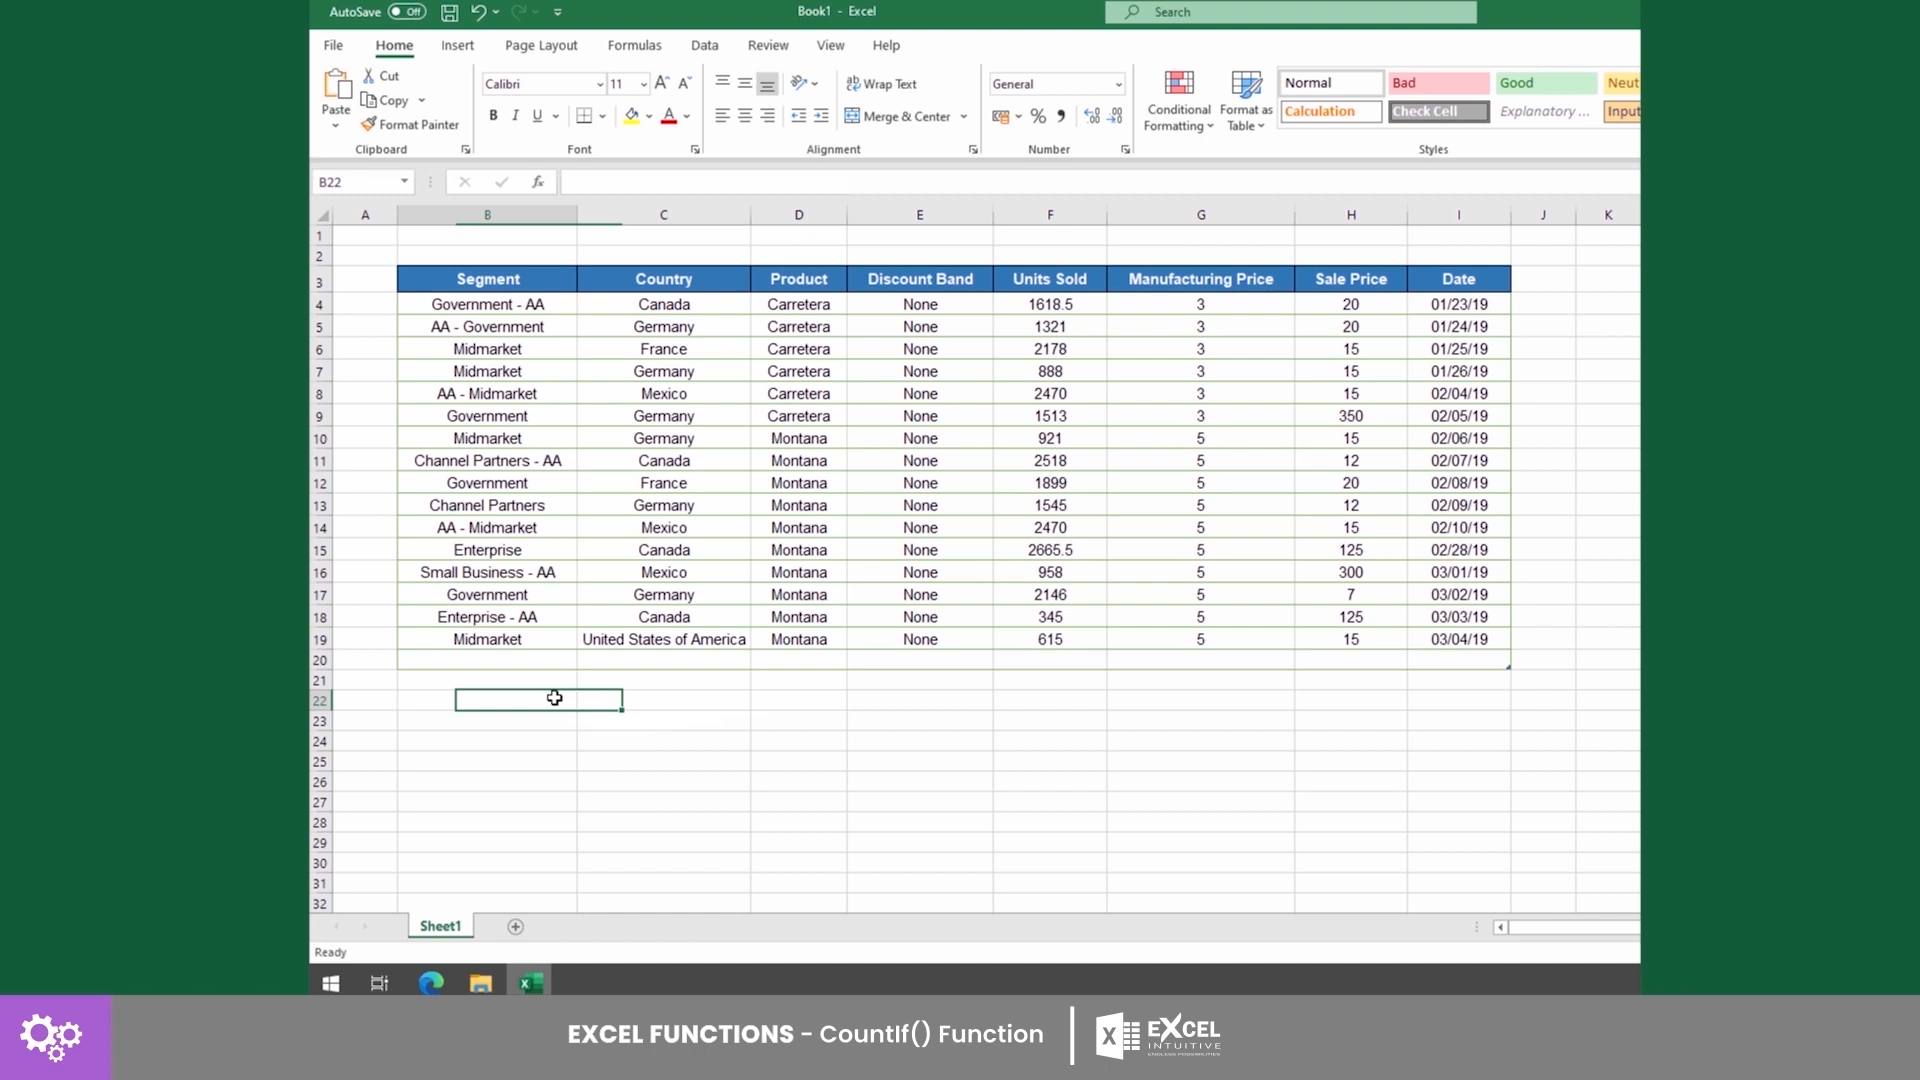 AutoSave Off Book1 - Excel Search
File Home Insert Page Layout Formulas Data Review View Help
Paste Cut Copy Format Painter
Clipboard
Calibri 11 A A
B I U A
Font
Wrap Text
Merge & Center
Alignment
General
%
Number
Conditional Formatting Format as Table
Normal Bad Good Neut
Calculation Check Cell Explanatory ... Input
Styles
B22 fx
A B C D E F G H I J K
1
2
3 Segment Country Product Discount Band Units Sold Manufacturing Price Sale Price Date
4 Government - AA Canada Carretera None 1618.5 3 20 01/23/19
5 AA - Government Germany Carretera None 1321 3 20 01/24/19
6 Midmarket France Carretera None 2178 3 15 01/25/19
7 Midmarket Germany Carretera None 888 3 15 01/26/19
8 AA - Midmarket Mexico Carretera None 2470 3 15 02/04/19
9 Government Germany Carretera None 1513 3 350 02/05/19
10 Midmarket Germany Montana None 921 5 15 02/06/19
11 Channel Partners - AA Canada Montana None 2518 5 12 02/07/19
12 Government France Montana None 1899 5 20 02/08/19
13 Channel Partners Germany Montana None 1545 5 12 02/09/19
14 AA - Midmarket Mexico Montana None 2470 5 15 02/10/19
15 Enterprise Canada Montana None 2665.5 5 125 02/28/19
16 Small Business - AA Mexico Montana None 958 5 300 03/01/19
17 Government Germany Montana None 2146 5 7 03/02/19
18 Enterprise - AA Canada Montana None 345 5 125 03/03/19
19 Midmarket United States of America Montana None 615 5 15 03/04/19
20
21
22
23
24
25
26
27
28
29
30
31
32
Sheet1
Ready
EXCEL FUNCTIONS - CountIf() Function
EXCEL
INTUITIVE
ENDLESS POSSIBILITIES